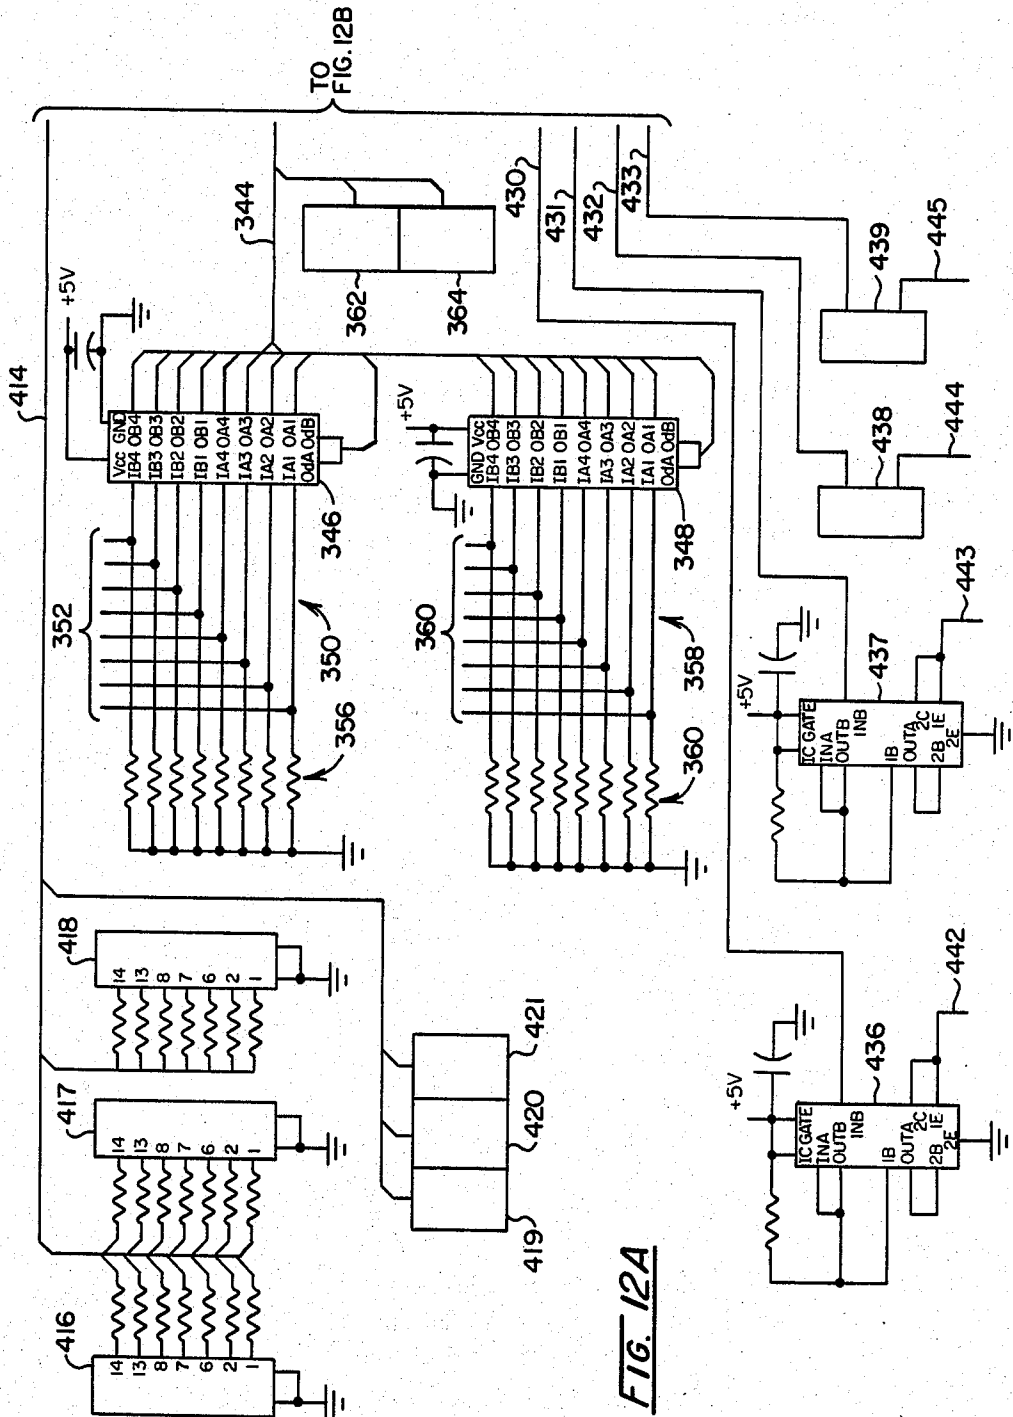 416
14
13
8
7
6
2
1
417
14
13
8
7
6
2
1
418
14
13
8
7
6
2
1
414
352
+5V
Vcc GND
IB4 OB4
IB3 OB3
IB2 OB2
IB1 OB1
IA4 OA4
IA3 OA3
IA2 OA2
IA1 OA1
356
350
346
344
362
364
TO
FIG. 12B
419
420
421
360
+5V
GND Vcc
IB4 OB4
IB3 OB3
IB2 OB2
IB1 OB1
IA4 OA4
IA3 OA3
IA2 OA2
IA1 OA1
OdA OdB
360
358
348
430
431
432
433
FIG. 12A
+5V
IC GATE
INA
OUTB
INB
1B
OUTA
2C
2B
1E
2E
436
442
+5V
IC GATE
INA
OUTB
INB
1B
OUTA
2C
2B
1E
2E
437
443
438
444
439
445